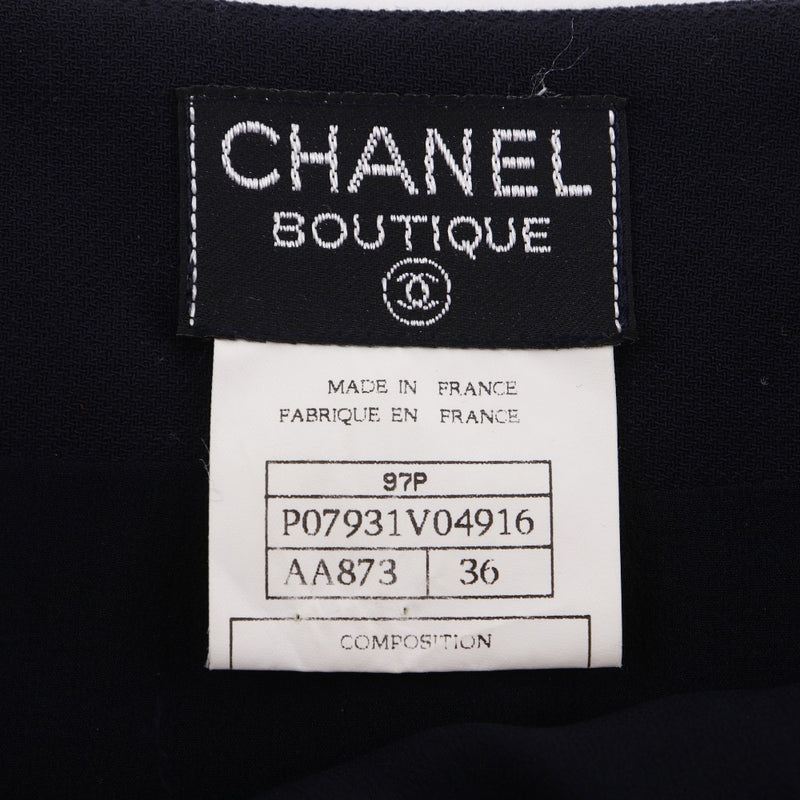 CHANEL
BOUTIQUE
MADE IN FRANCE
FABRIQUE EN FRANCE
97P
P07931V04916
AA873 36
COMPOSITION